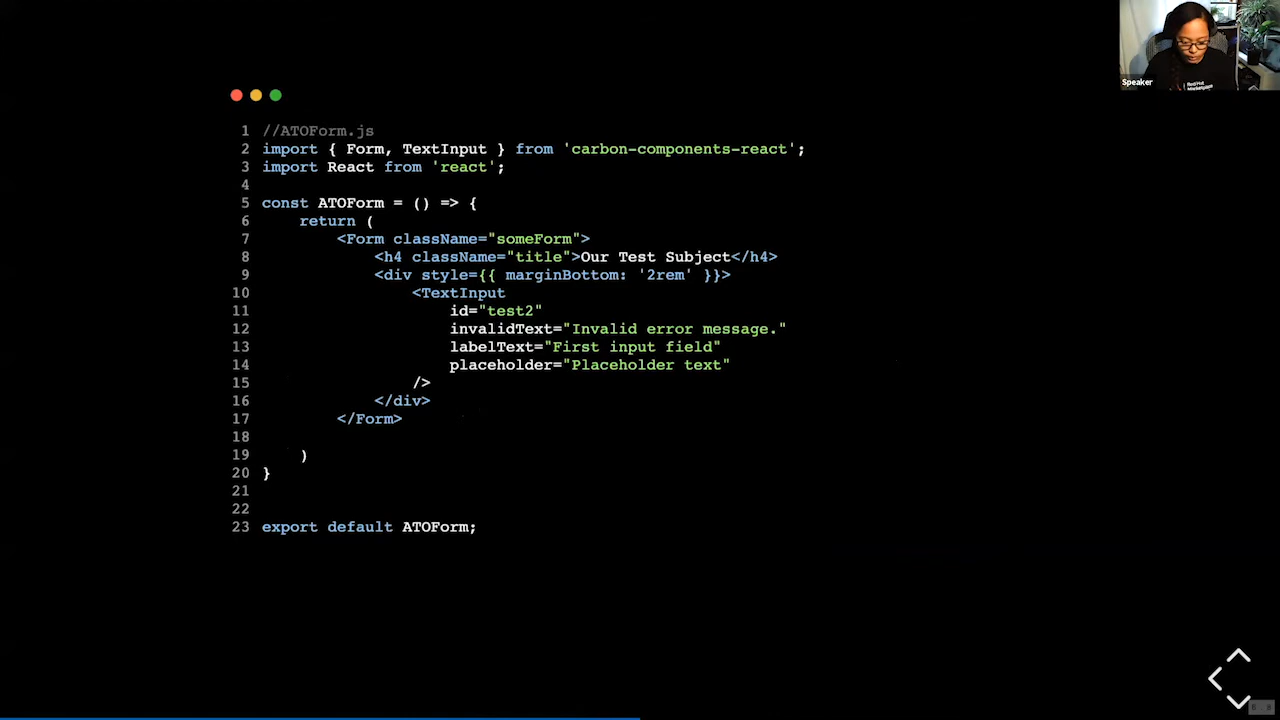 Speaker
1 //ATOForm.js
2 import { Form, TextInput } from 'carbon-components-react';
3 import React from 'react';
4
5 const ATOForm = () => {
6     return (
7         <Form className="someForm">
8             <h4 className="title">Our Test Subject</h4>
9             <div style={{ marginBottom: '2rem' }}>
10                 <TextInput
11                     id="test2"
12                     invalidText="Invalid error message."
13                     labelText="First input field"
14                     placeholder="Placeholder text"
15                 />
16             </div>
17         </Form>
18
19     )
20 }
21
22
23 export default ATOForm;